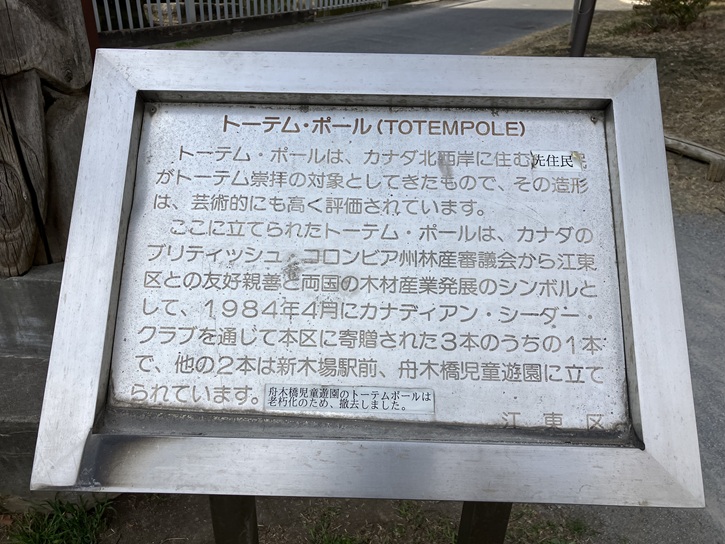 トーテム・ポール(TOTEMPOLE)
トーテム・ポールは、カナダ北西岸に住む先住民
がトーテム崇拝の対象としてきたもので、その造形
は、芸術的にも高く評価されています。
ここに立てられたトーテム・ポールは、カナダの
ブリティッシュ・コロンビア州林産審議会から江東
区との友好親善と両国の木材産業発展のシンボルと
して、1984年4月にカナディアン・シーダー・
クラブを通じて本区に寄贈された3本のうちの1本
で、他の2本は新木場駅前、舟木橋児童遊園に立て
られています。
舟木橋児童遊園のトーテムポールは
老朽化のため、撤去しました。
江東区